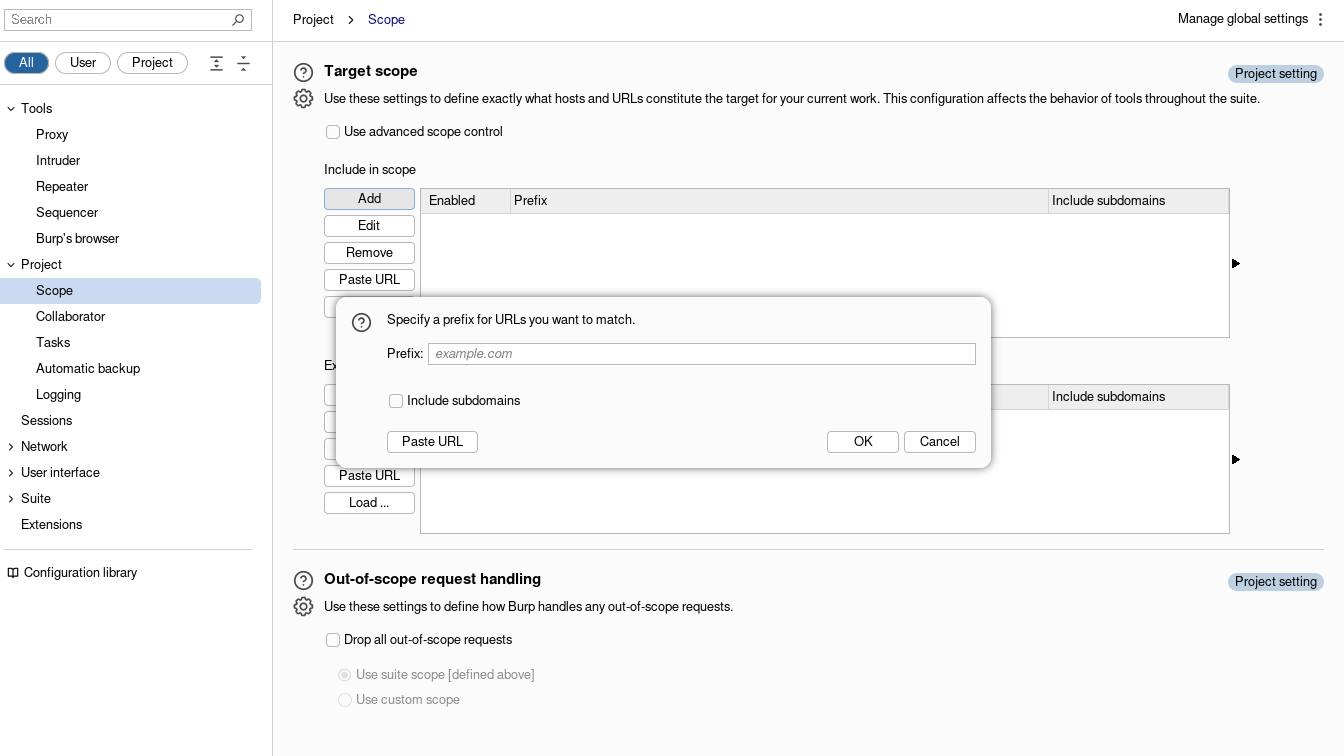 Search
All
User
Project
Tools
Proxy
Intruder
Repeater
Sequencer
Burp's browser
Project
Scope
Collaborator
Tasks
Automatic backup
Logging
Sessions
Network
User interface
Suite
Extensions
Configuration library
Project
Scope
Manage global settings
Target scope
Project setting
Use these settings to define exactly what hosts and URLs constitute the target for your current work. This configuration affects the behavior of tools throughout the suite.
Use advanced scope control
Include in scope
Add
Edit
Remove
Paste URL
Enabled
Prefix
Include subdomains
Specify a prefix for URLs you want to match.
Prefix:
example.com
Include subdomains
Paste URL
OK
Cancel
Include subdomains
Paste URL
Load ...
Out-of-scope request handling
Project setting
Use these settings to define how Burp handles any out-of-scope requests.
Drop all out-of-scope requests
Use suite scope [defined above]
Use custom scope